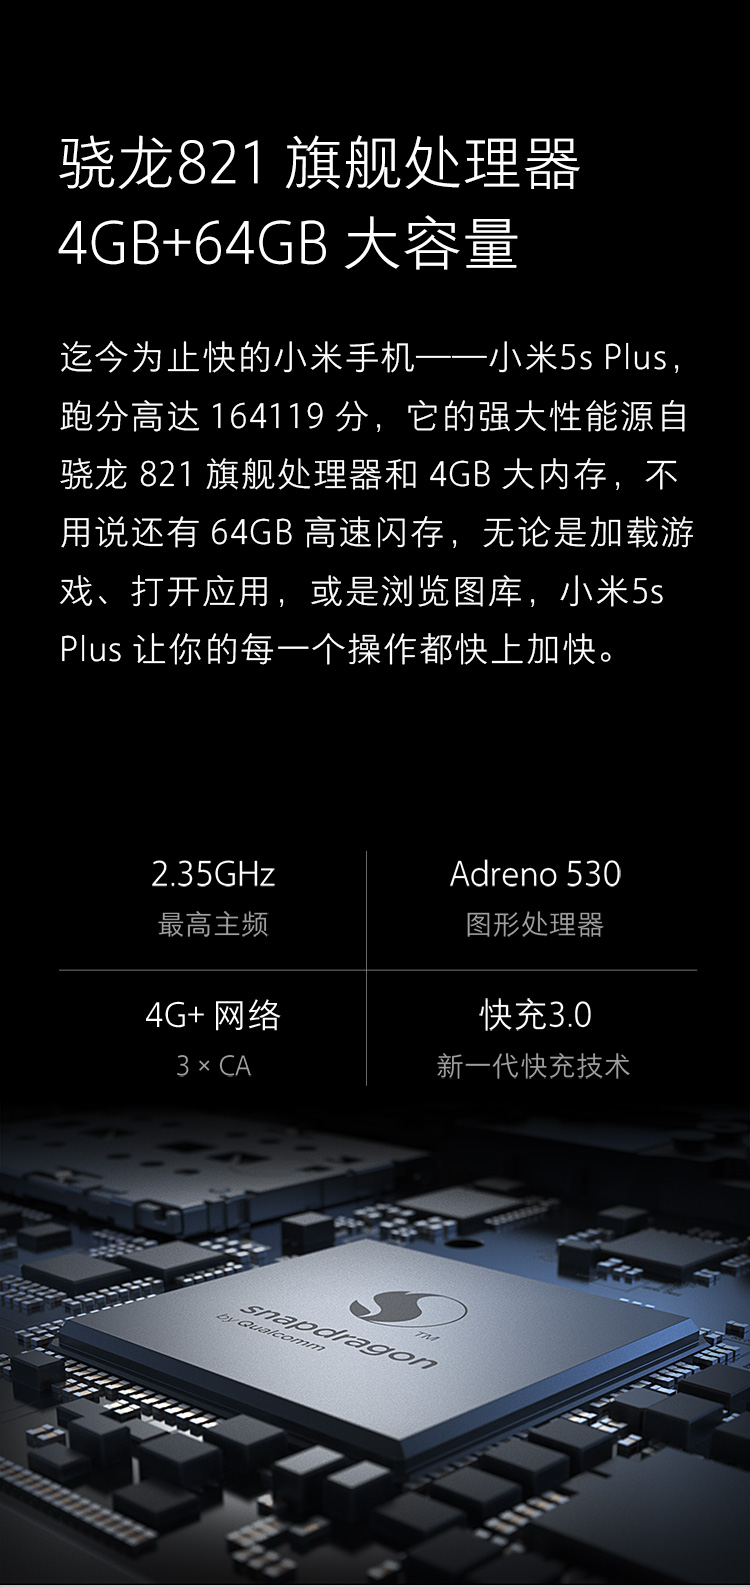 骁龙821 旗舰处理器
4GB+64GB 大容量
迄今为止快的小米手机——小米5s Plus，
跑分高达 164119 分，它的强大性能源自
骁龙 821 旗舰处理器和 4GB 大内存，不
用说还有 64GB 高速闪存，无论是加载游
戏、打开应用，或是浏览图库，小米5s
Plus 让你的每一个操作都快上加快。
2.35GHz
最高主频
Adreno 530
图形处理器
4G+ 网络
3 × CA
快充3.0
新一代快充技术
snapdragon
by Qualcomm
TM